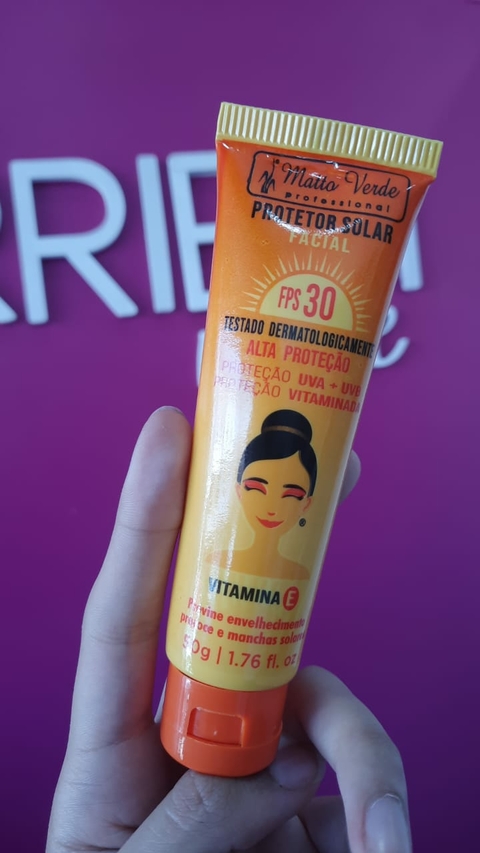 Matto Verde
Professional
PROTETOR SOLAR
FACIAL
FPS 30
TESTADO DERMATOLOGICAMENTE
ALTA PROTEÇÃO
PROTEÇÃO UVA + UVB
PROTEÇÃO VITAMINADA
VITAMINA E
Previne envelhecimento
precoce e manchas solares
50g | 1.76 fl. oz